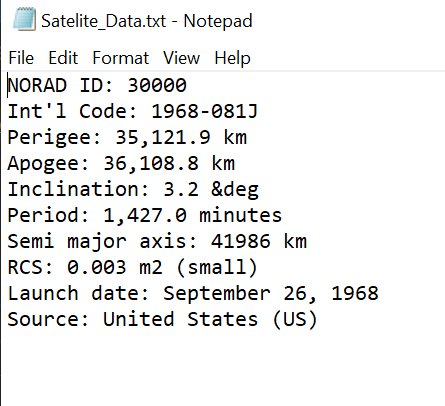 Satelite_Data.txt - Notepad
File Edit Format View Help
NORAD ID: 30000
Int'l Code: 1968-081J
Perigee: 35,121.9 km
Apogee: 36,108.8 km
Inclination: 3.2 &deg
Period: 1,427.0 minutes
Semi major axis: 41986 km
RCS: 0.003 m2 (small)
Launch date: September 26, 1968
Source: United States (US)